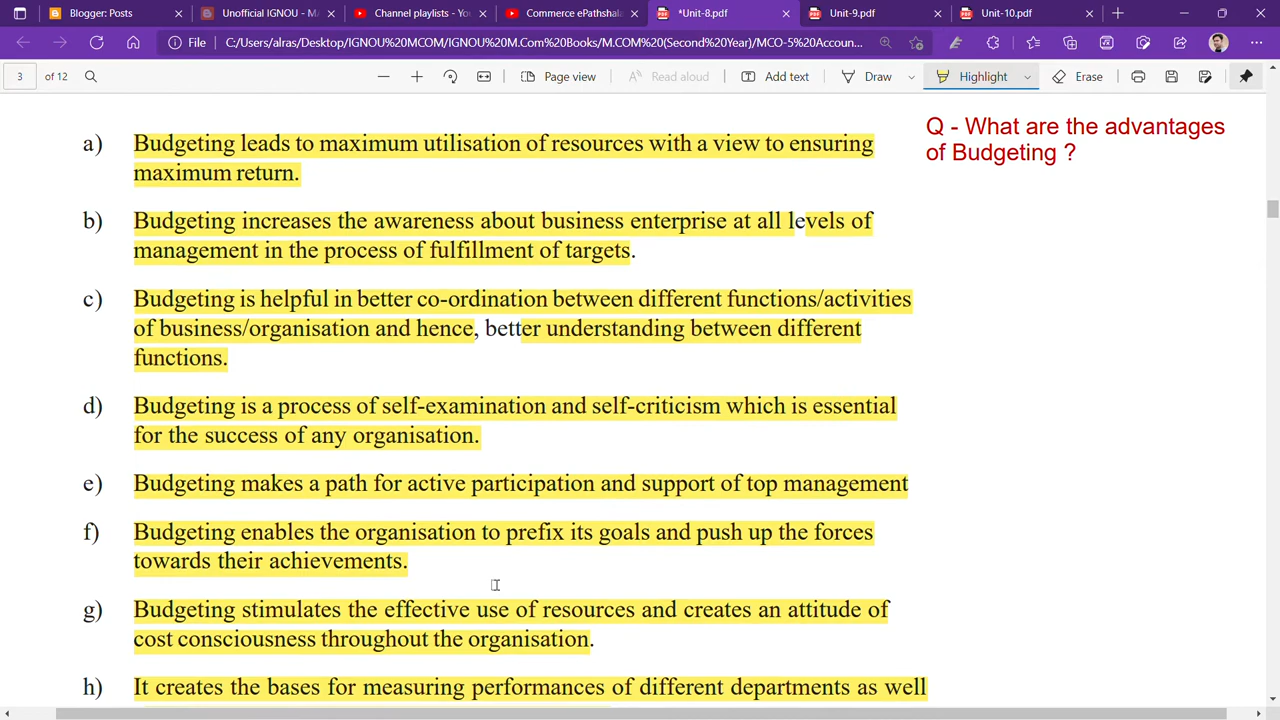 Blogger: Posts
Unofficial IGNOU - MA
Channel playlists - You
Commerce ePathshala
*Unit-8.pdf
Unit-9.pdf
Unit-10.pdf
File C:/Users/alras/Desktop/IGNOU%20MCOM/IGNOU%20M.Com%20Books/M.COM%20(Second%20Year)/MCO-5%20Accoun...
3 of 12
Page view
Read aloud
Add text
Draw
Highlight
Erase
Q - What are the advantages
of Budgeting ?
a) Budgeting leads to maximum utilisation of resources with a view to ensuring
maximum return.
b) Budgeting increases the awareness about business enterprise at all levels of
management in the process of fulfillment of targets.
c) Budgeting is helpful in better co-ordination between different functions/activities
of business/organisation and hence, better understanding between different
functions.
d) Budgeting is a process of self-examination and self-criticism which is essential
for the success of any organisation.
e) Budgeting makes a path for active participation and support of top management
f) Budgeting enables the organisation to prefix its goals and push up the forces
towards their achievements.
g) Budgeting stimulates the effective use of resources and creates an attitude of
cost consciousness throughout the organisation.
h) It creates the bases for measuring performances of different departments as well